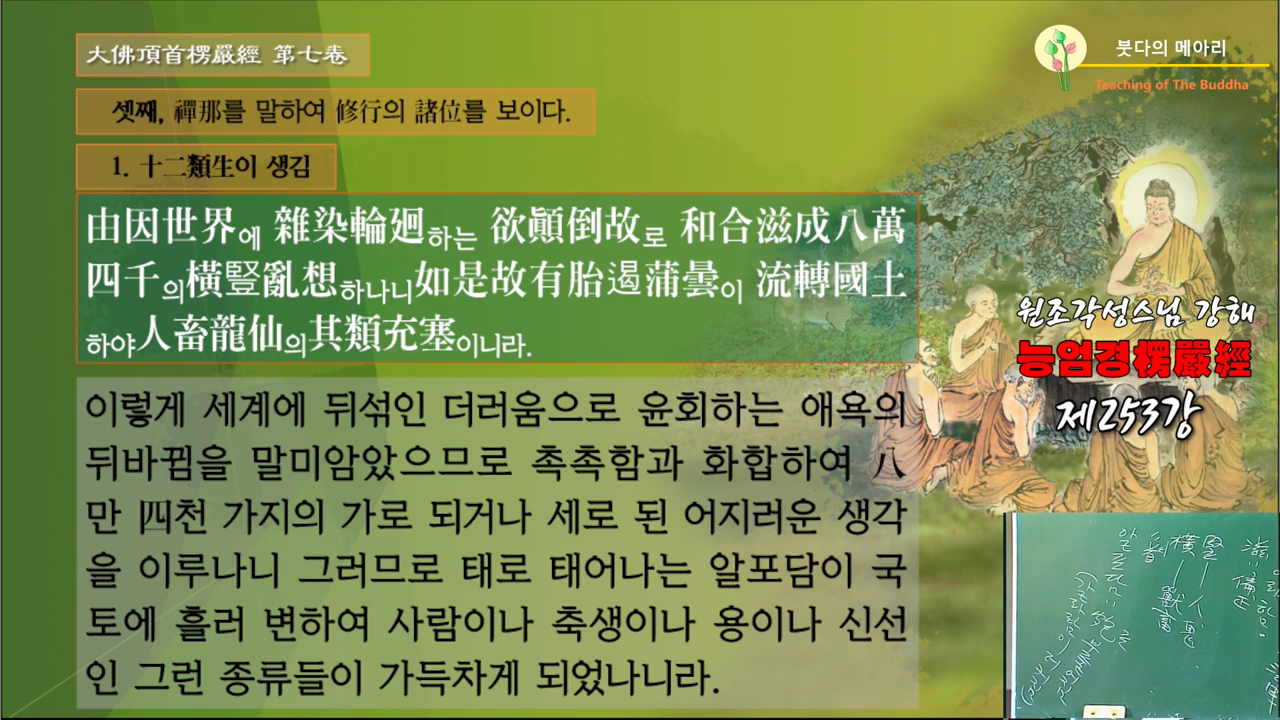 大佛頂首楞嚴經 第七卷
셋째, 禪那를 말하여 修行의 諸位를 보이다.
1. 十二類生이 생김
由因世界에 雜染輪廻하는 欲顚倒故로 和合滋成八萬
四千의橫豎亂想하나니如是故有胎遏蒲曇이 流轉國土
하야人畜龍仙의其類充塞이니라.
이렇게 세계에 뒤섞인 더러움으로 윤회하는 애욕의
뒤바뀜을 말미암았으므로 촉촉함과 화합하여 八
만 四천 가지의 가로 되거나 세로 된 어지러운 생각
을 이루나니 그러므로 태로 태어나는 알포담이 국
토에 흘러 변하여 사람이나 축생이나 용이나 신선
인 그런 종류들이 가득차게 되었나니라.
붓다의 메아리
Teaching of The Buddha
원조각성스님 강해
능엄경楞嚴經
제253강
滋
橫 豎
人